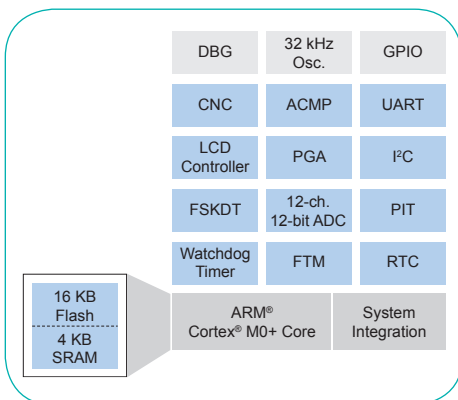 DBG
32 kHz
Osc.
GPIO
CNC
ACMP
UART
LCD
Controller
PGA
I²C
FSKDT
12-ch.
12-bit ADC
PIT
Watchdog
Timer
FTM
RTC
16 KB
Flash
4 KB
SRAM
ARM®
Cortex® M0+ Core
System
Integration